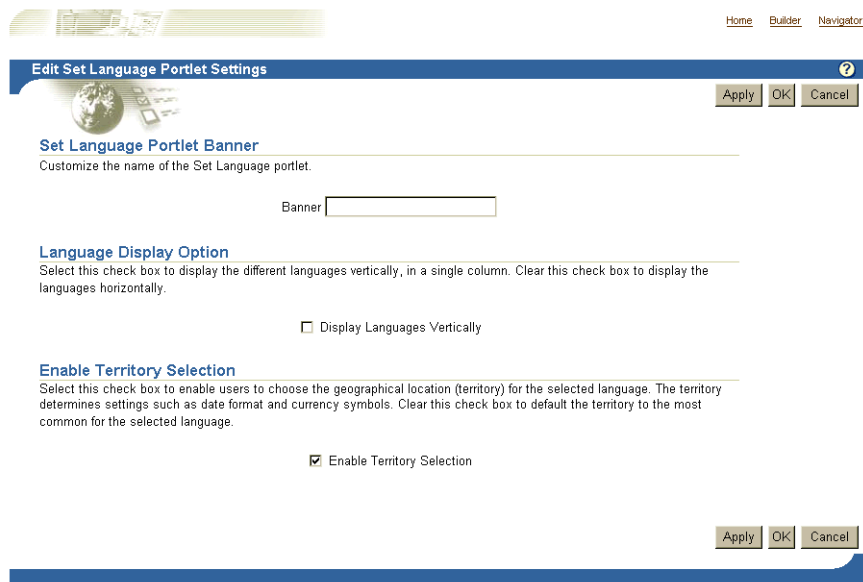 Home Builder Navigator
Edit Set Language Portlet Settings ?
Apply OK Cancel
Set Language Portlet Banner
Customize the name of the Set Language portlet.
Banner
Language Display Option
Select this check box to display the different languages vertically, in a single column. Clear this check box to display the
languages horizontally.
Display Languages Vertically
Enable Territory Selection
Select this check box to enable users to choose the geographical location (territory) for the selected language. The territory
determines settings such as date format and currency symbols. Clear this check box to default the territory to the most
common for the selected language.
Enable Territory Selection
Apply OK Cancel